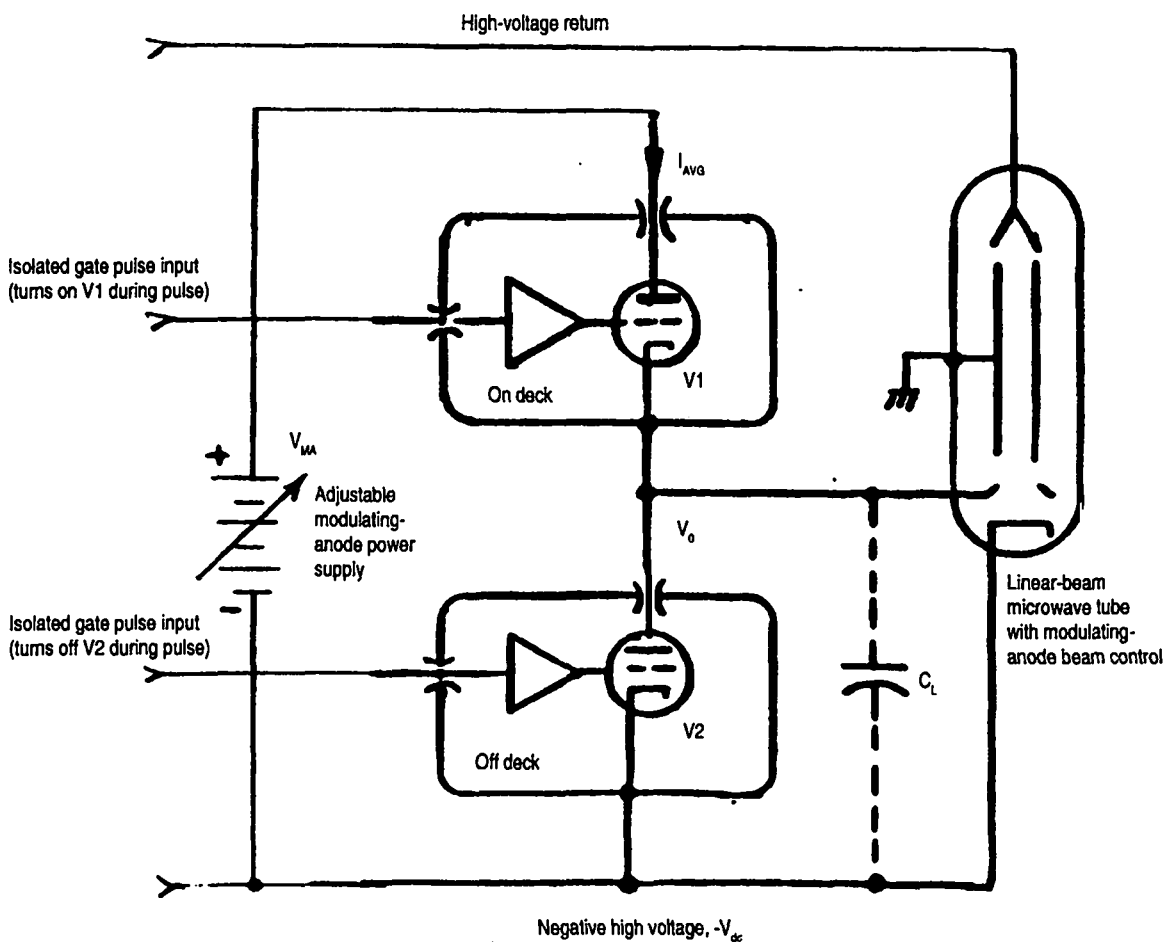 High-voltage return
I_AVG
Isolated gate pulse input
(turns on V1 during pulse)
V1
On deck
V_MA
+
Adjustable
modulating-
anode power
supply
-
V_o
Isolated gate pulse input
(turns off V2 during pulse)
V2
Off deck
C_L
Linear-beam
microwave tube
with modulating-
anode beam control
Negative high voltage, -V_dc